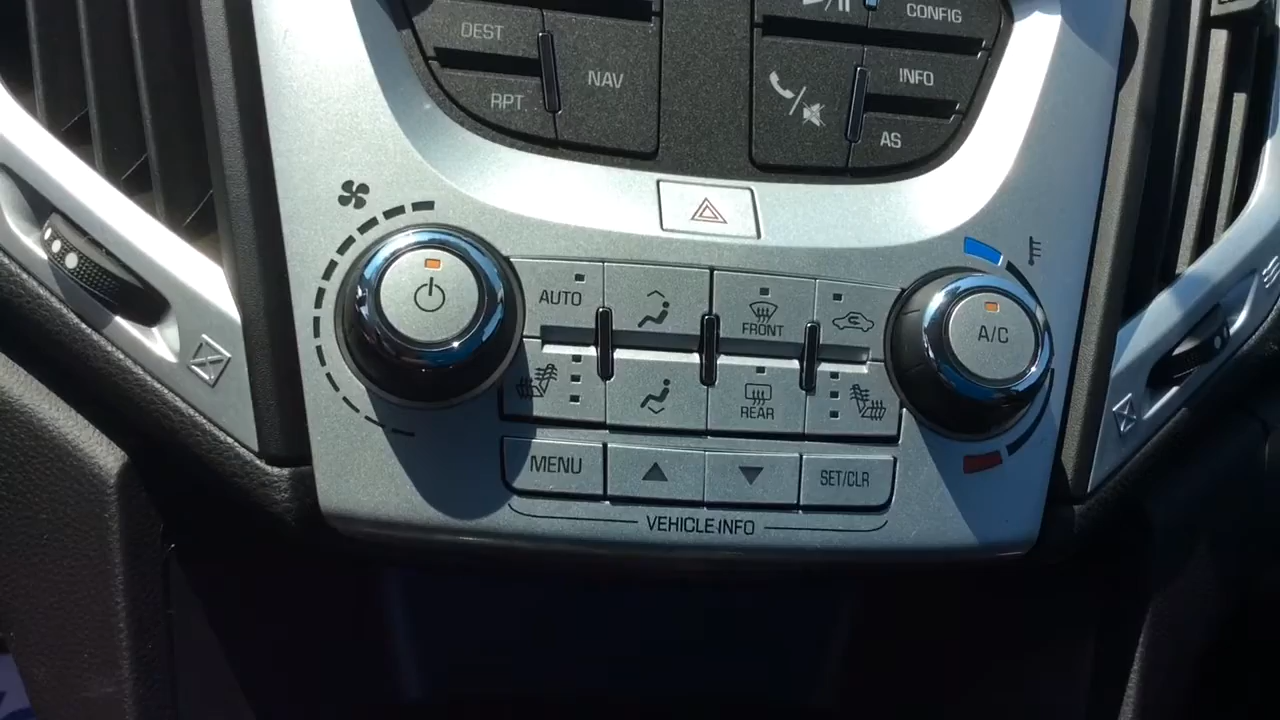 DEST
NAV
RPT
CONFIG
INFO
AS
AUTO
FRONT
REAR
A/C
MENU
SET/CLR
VEHICLE INFO